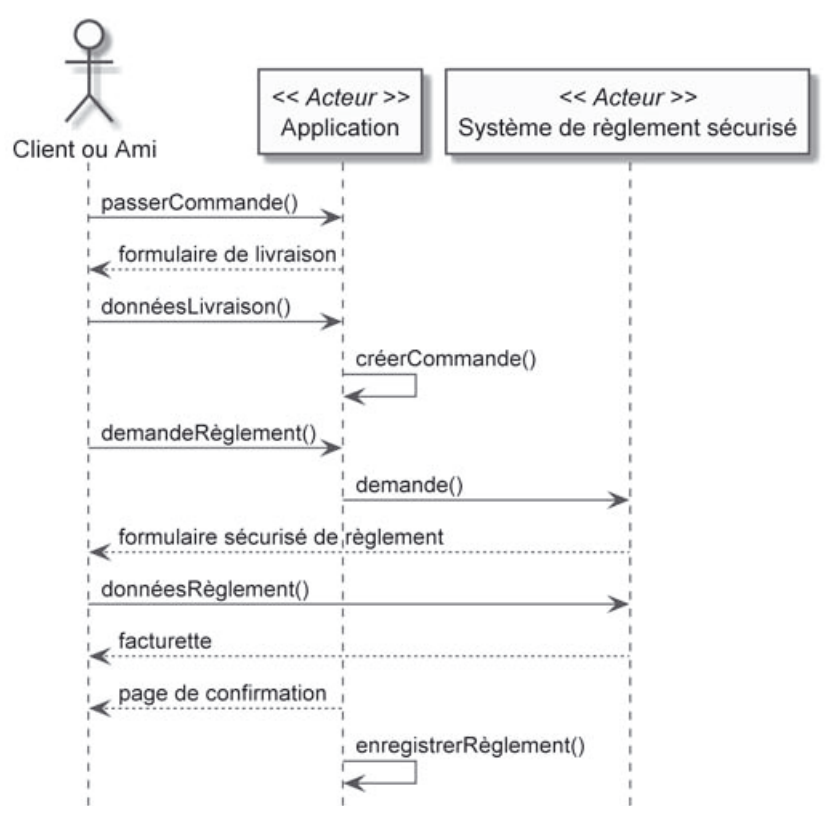 << Acteur >>
Application
<< Acteur >>
Système de règlement sécurisé
Client ou Ami
passerCommande()
formulaire de livraison
donnéesLivraison()
créerCommande()
demandeRèglement()
demande()
formulaire sécurisé de règlement
donnéesRèglement()
facturette
page de confirmation
enregistrerRèglement()